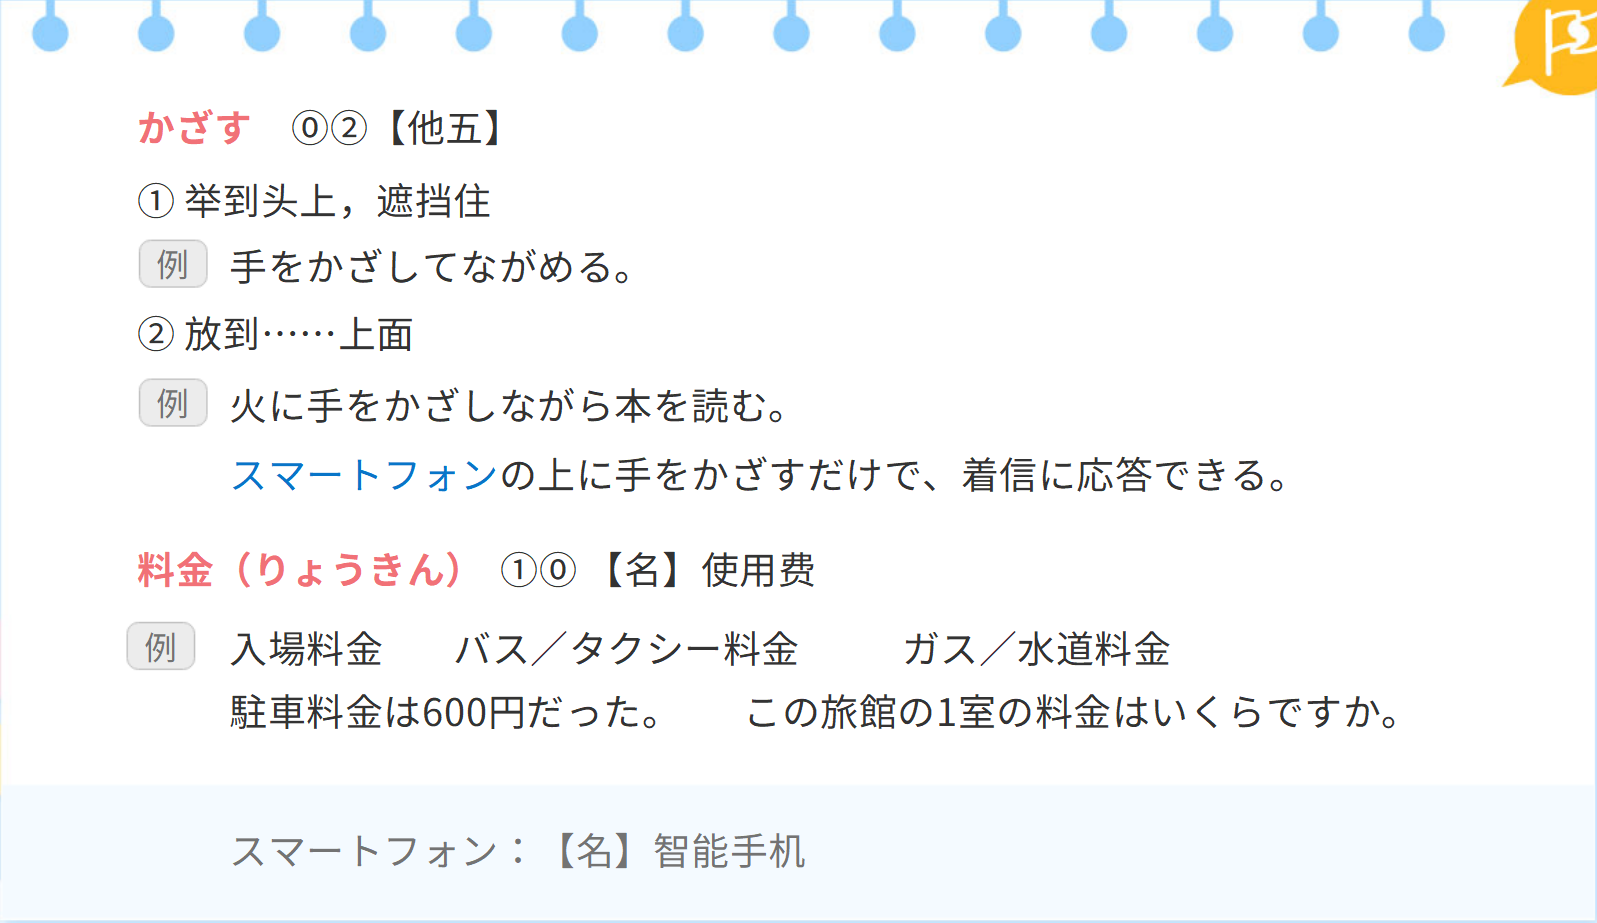 かざす　⓪②【他五】
① 举到头上，遮挡住
例 手をかざしてながめる。
② 放到……上面
例 火に手をかざしながら本を読む。
スマートフォンの上に手をかざすだけで、着信に応答できる。
料金（りょうきん）　①⓪ 【名】使用费
例 入場料金　　バス／タクシー料金　　　ガス／水道料金
駐車料金は600円だった。　　この旅館の1室の料金はいくらですか。
スマートフォン：【名】智能手机